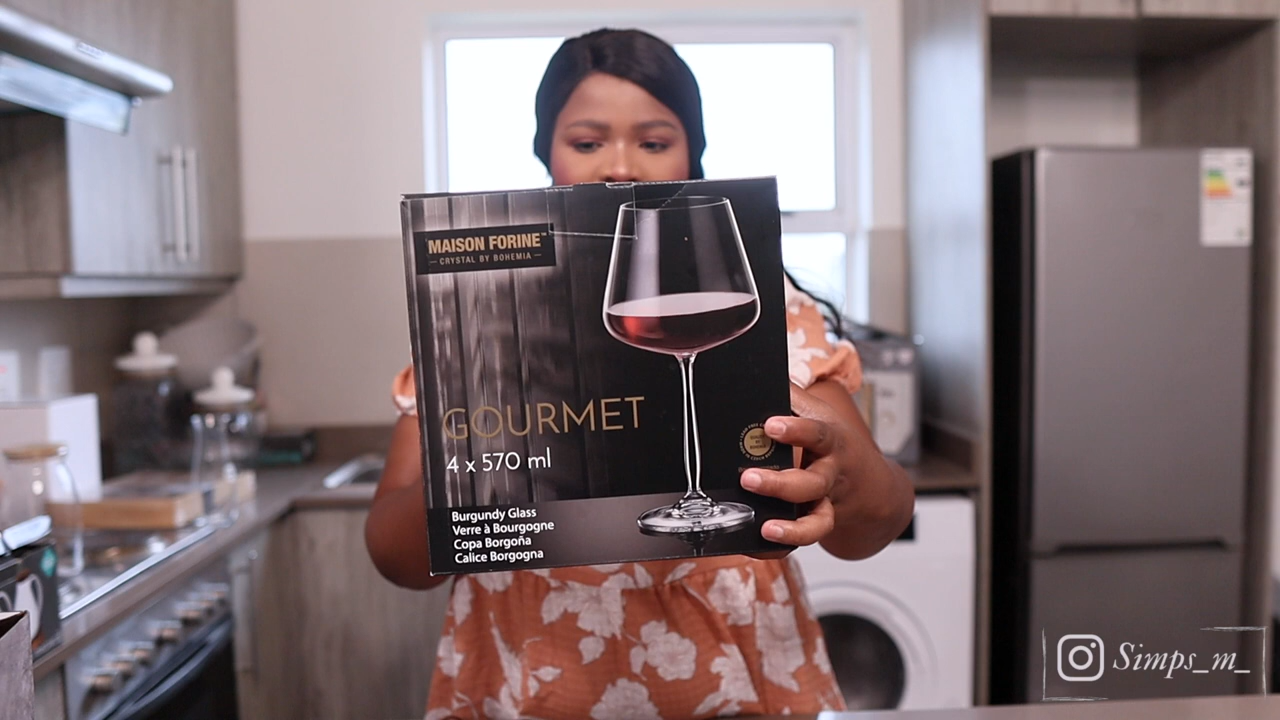 MAISON FORINE™
— CRYSTAL BY BOHEMIA —
GOURMET
4 x 570 ml
Burgundy Glass
Verre à Bourgogne
Copa Borgoña
Calice Borgogna
Simps_m_